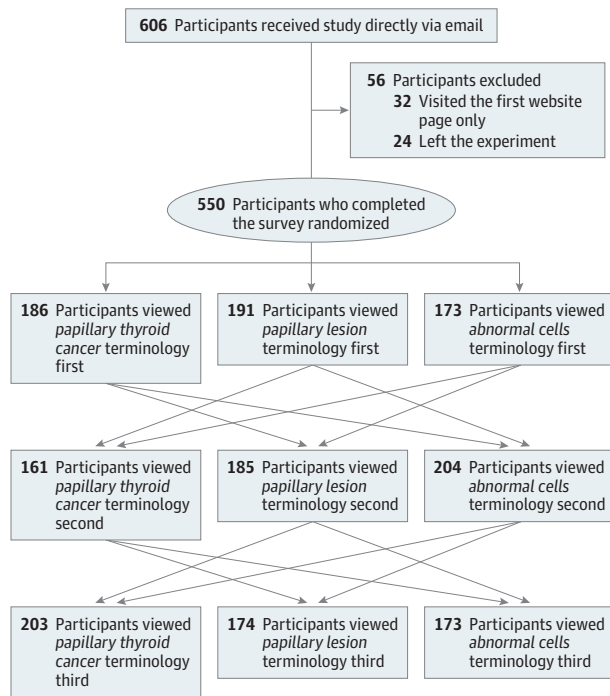 606 Participants received study directly via email
56 Participants excluded
32 Visited the first website
page only
24 Left the experiment
550 Participants who completed
the survey randomized
186 Participants viewed
papillary thyroid
cancer terminology
first
191 Participants viewed
papillary lesion
terminology first
173 Participants viewed
abnormal cells
terminology first
161 Participants viewed
papillary thyroid
cancer terminology
second
185 Participants viewed
papillary lesion
terminology second
204 Participants viewed
abnormal cells
terminology second
203 Participants viewed
papillary thyroid
cancer terminology
third
174 Participants viewed
papillary lesion
terminology third
173 Participants viewed
abnormal cells
terminology third